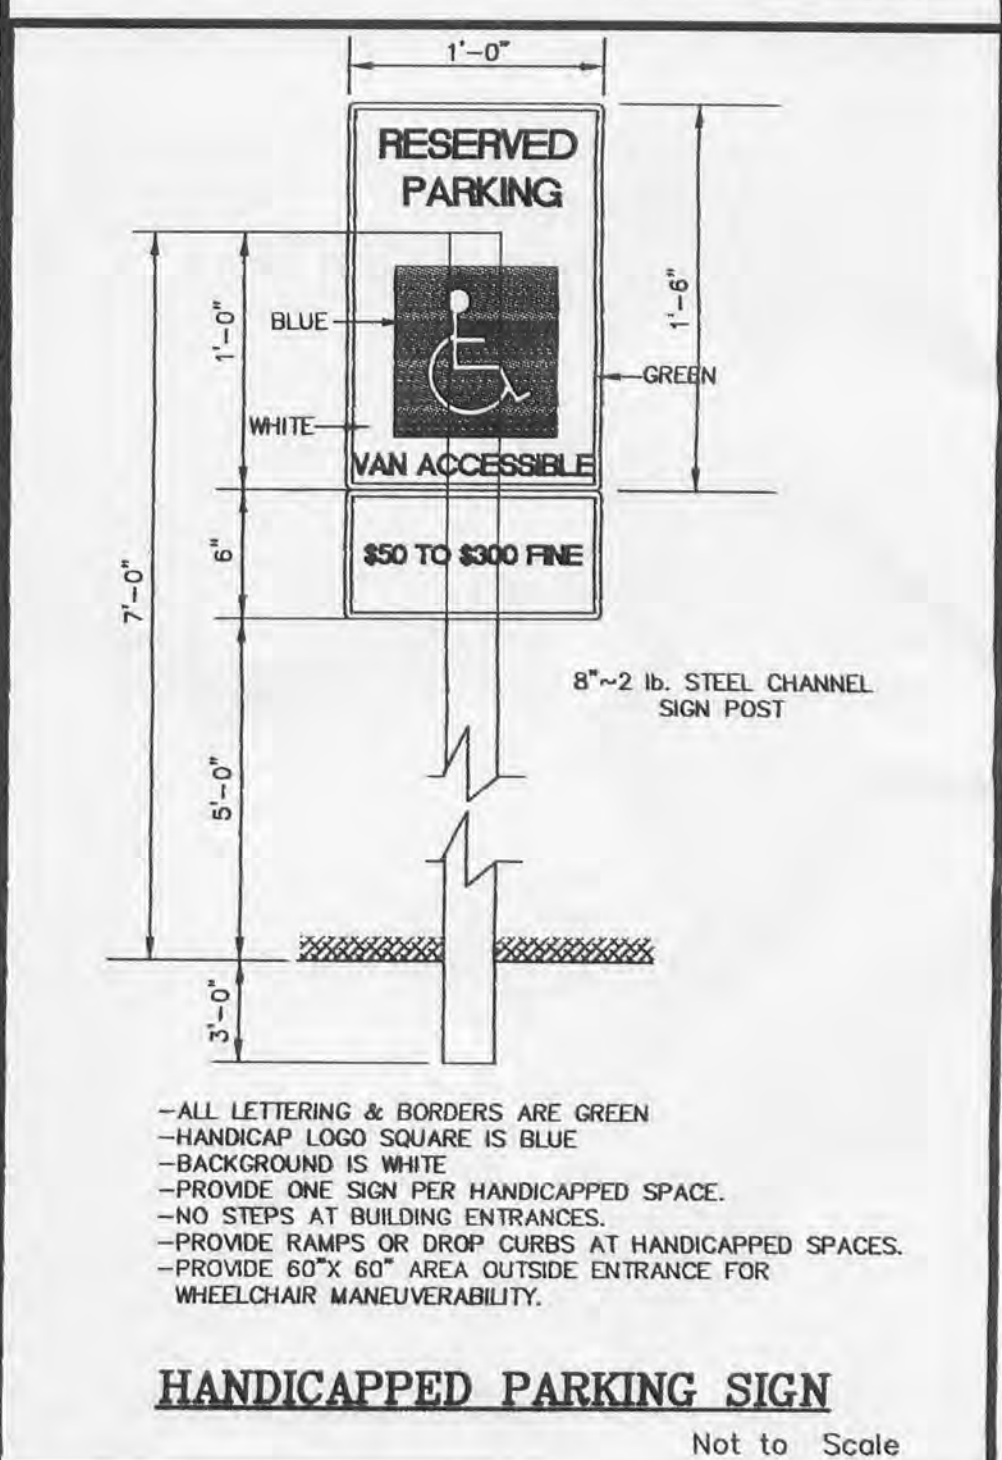 1'-0"
RESERVED
PARKING
1'-0"
1'-6"
BLUE
GREEN
WHITE
VAN ACCESSIBLE
6"
$50 TO $300 FINE
7'-0"
8"~2 lb. STEEL CHANNEL
SIGN POST
5'-0"
3'-0"
-ALL LETTERING & BORDERS ARE GREEN
-HANDICAP LOGO SQUARE IS BLUE
-BACKGROUND IS WHITE
-PROVIDE ONE SIGN PER HANDICAPPED SPACE.
-NO STEPS AT BUILDING ENTRANCES.
-PROVIDE RAMPS OR DROP CURBS AT HANDICAPPED SPACES.
-PROVIDE 60"X 60" AREA OUTSIDE ENTRANCE FOR
WHEELCHAIR MANEUVERABILITY.
HANDICAPPED PARKING SIGN
Not to Scale